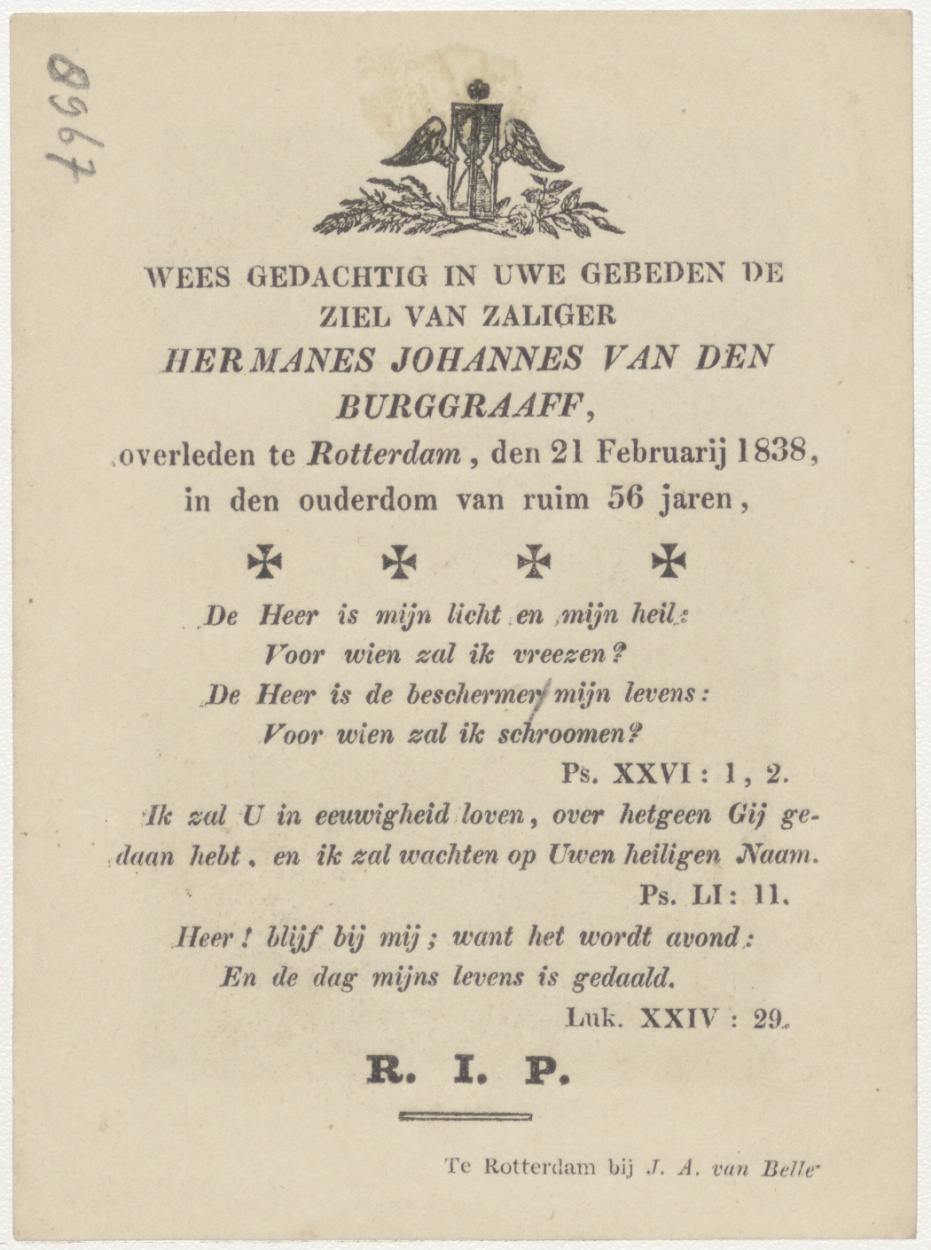 8967
WEES GEDACHTIG IN UWE GEBEDEN DE
ZIEL VAN ZALIGER
HERMANES JOHANNES VAN DEN
BURGGRAAFF,
overleden te Rotterdam, den 21 Februarij 1838,
in den ouderdom van ruim 56 jaren,
De Heer is mijn licht en mijn heil:
Voor wien zal ik vreezen?
De Heer is de beschermer mijn levens:
Voor wien zal ik schroomen?
Ps. XXVI: 1, 2.
Ik zal U in eeuwigheid loven, over hetgeen Gij ge-
daan hebt, en ik zal wachten op Uwen heiligen Naam.
Ps. LI: 11.
Heer! blijf bij mij; want het wordt avond:
En de dag mijns levens is gedaald.
Luk. XXIV: 29.
R. I. P.
Te Rotterdam bij J. A. van Belle